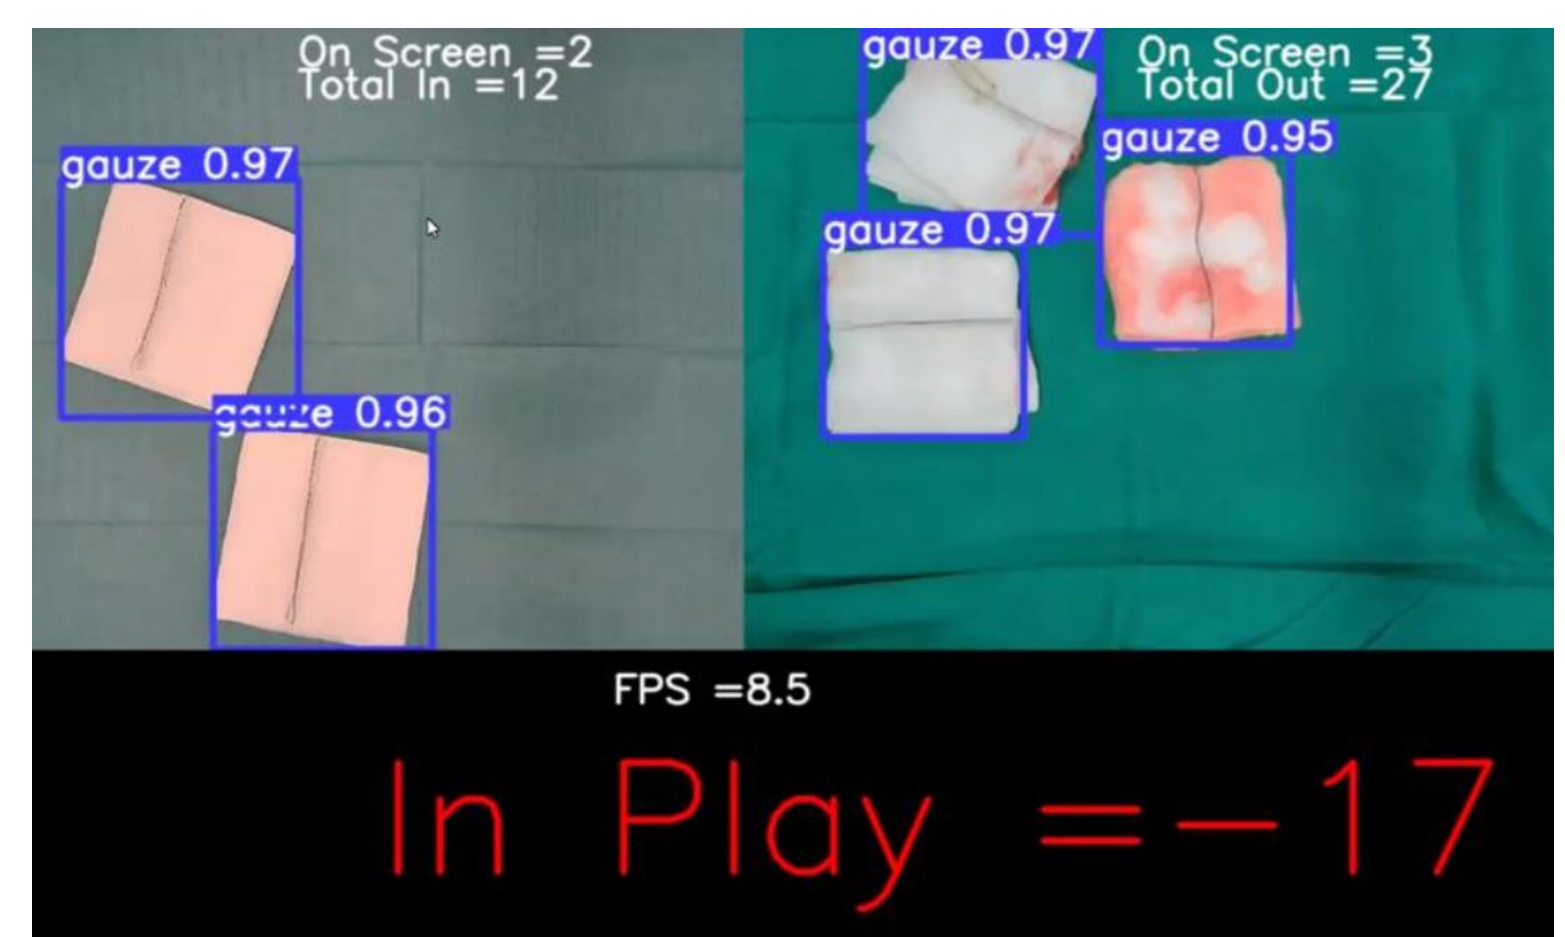 On Screen =2
Total In =12
gauze 0.97
gauze 0.96
gauze 0.97
On Screen =3
Total Out =27
gauze 0.95
gauze 0.97
FPS =8.5
In Play =-17